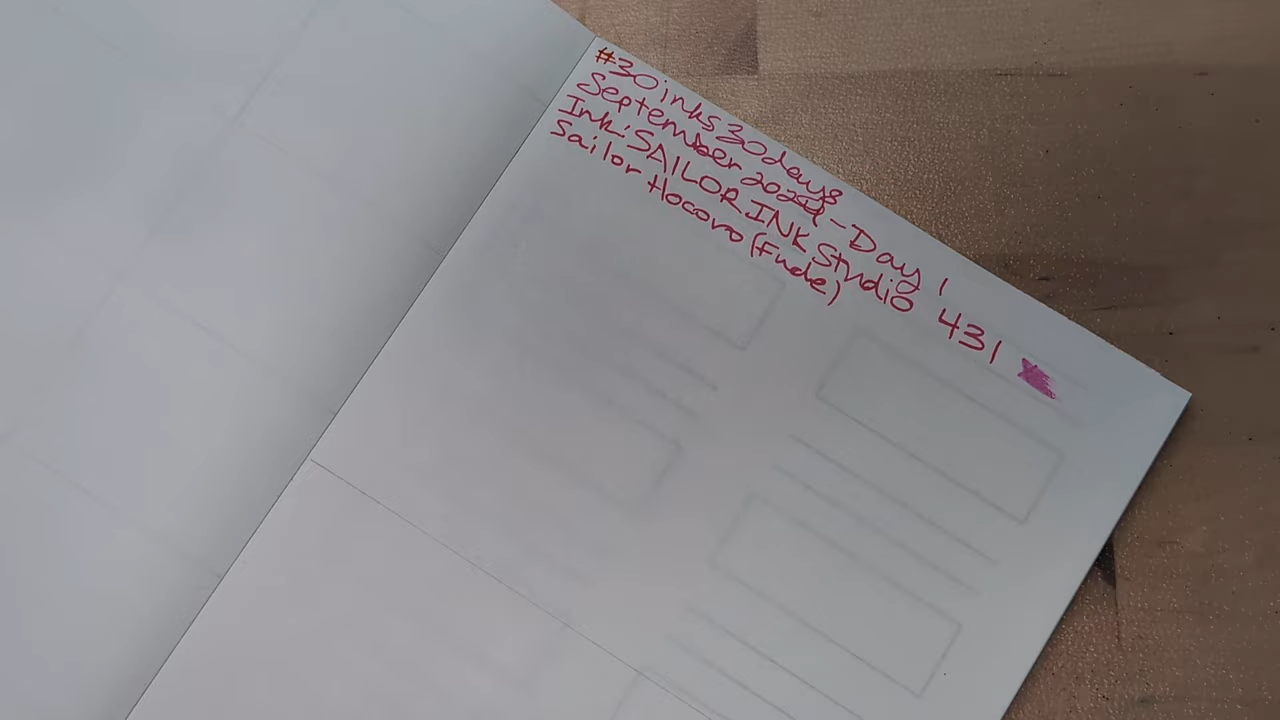 #30inks30days
September 2024 - Day 1
Ink: SAILOR INK Studio 431
Sailor Hocoro (Fude)